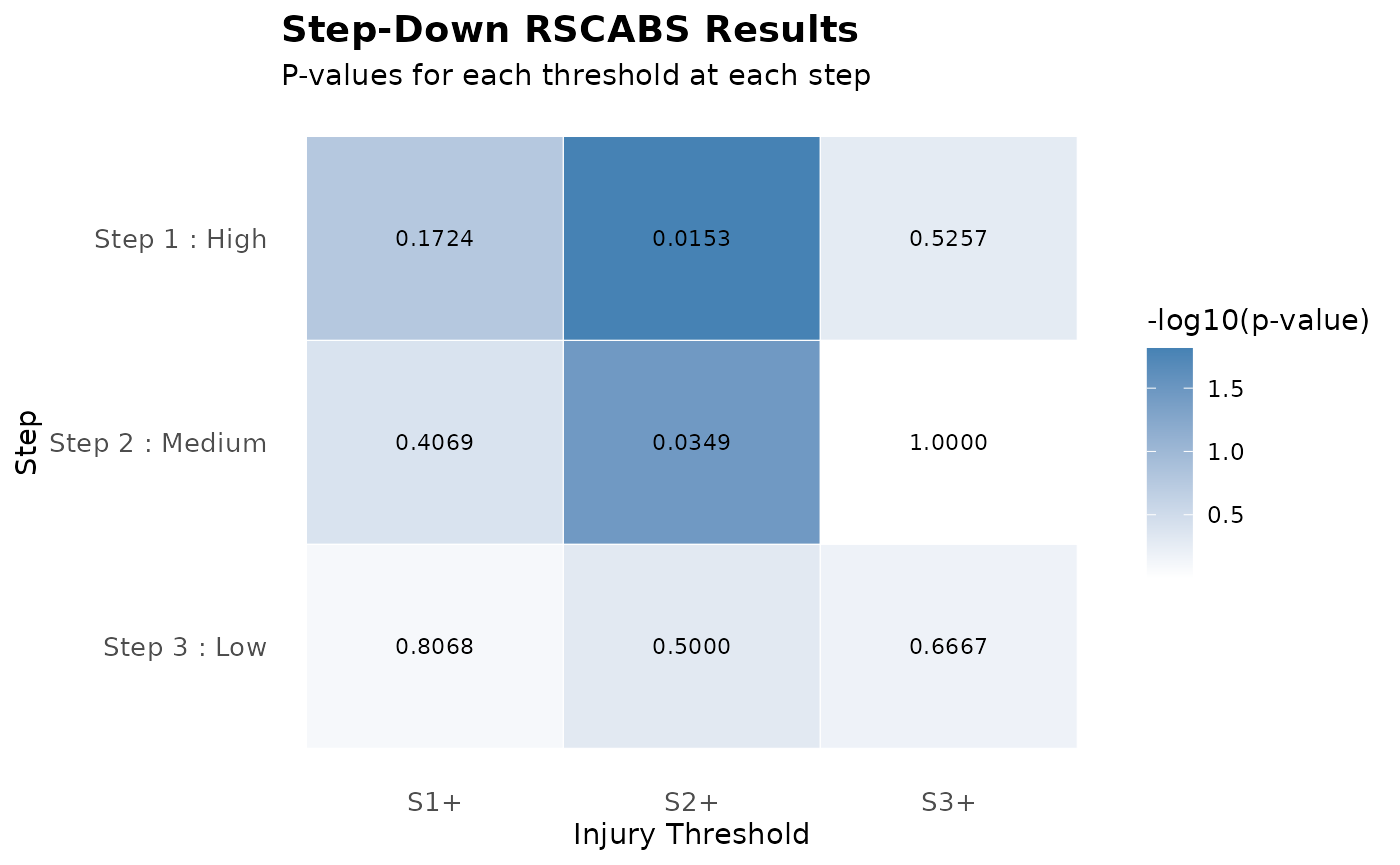 Step-Down RSCABS Results
P-values for each threshold at each step
Step 1 : High
0.1724
0.0153
0.5257
Step 2 : Medium
0.4069
0.0349
1.0000
Step 3 : Low
0.8068
0.5000
0.6667
Step
S1+
S2+
S3+
Injury Threshold
-log10(p-value)
1.5
1.0
0.5